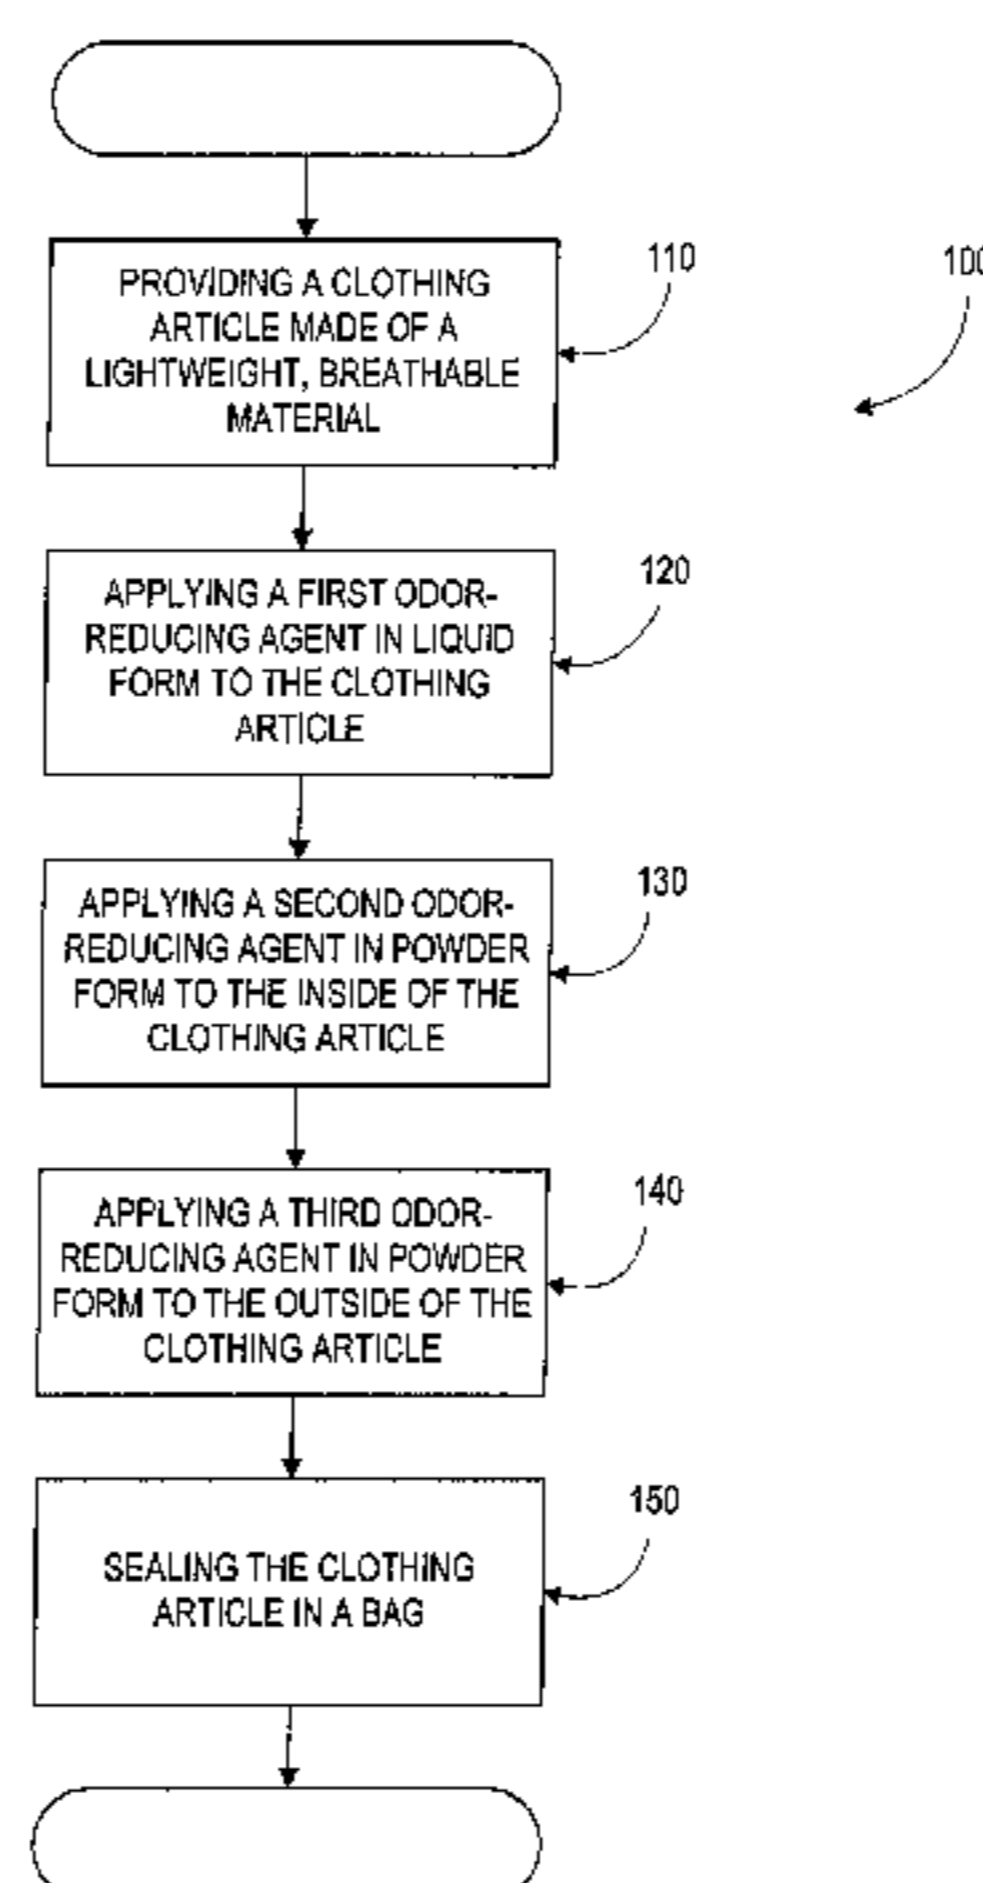 PROVIDING A CLOTHING
ARTICLE MADE OF A
LIGHTWEIGHT, BREATHABLE
MATERIAL
110
100
APPLYING A FIRST ODOR-
REDUCING AGENT IN LIQUID
FORM TO THE CLOTHING
ARTICLE
120
APPLYING A SECOND ODOR-
REDUCING AGENT IN POWDER
FORM TO THE INSIDE OF THE
CLOTHING ARTICLE
130
APPLYING A THIRD ODOR-
REDUCING AGENT IN POWDER
FORM TO THE OUTSIDE OF THE
CLOTHING ARTICLE
140
SEALING THE CLOTHING
ARTICLE IN A BAG
150